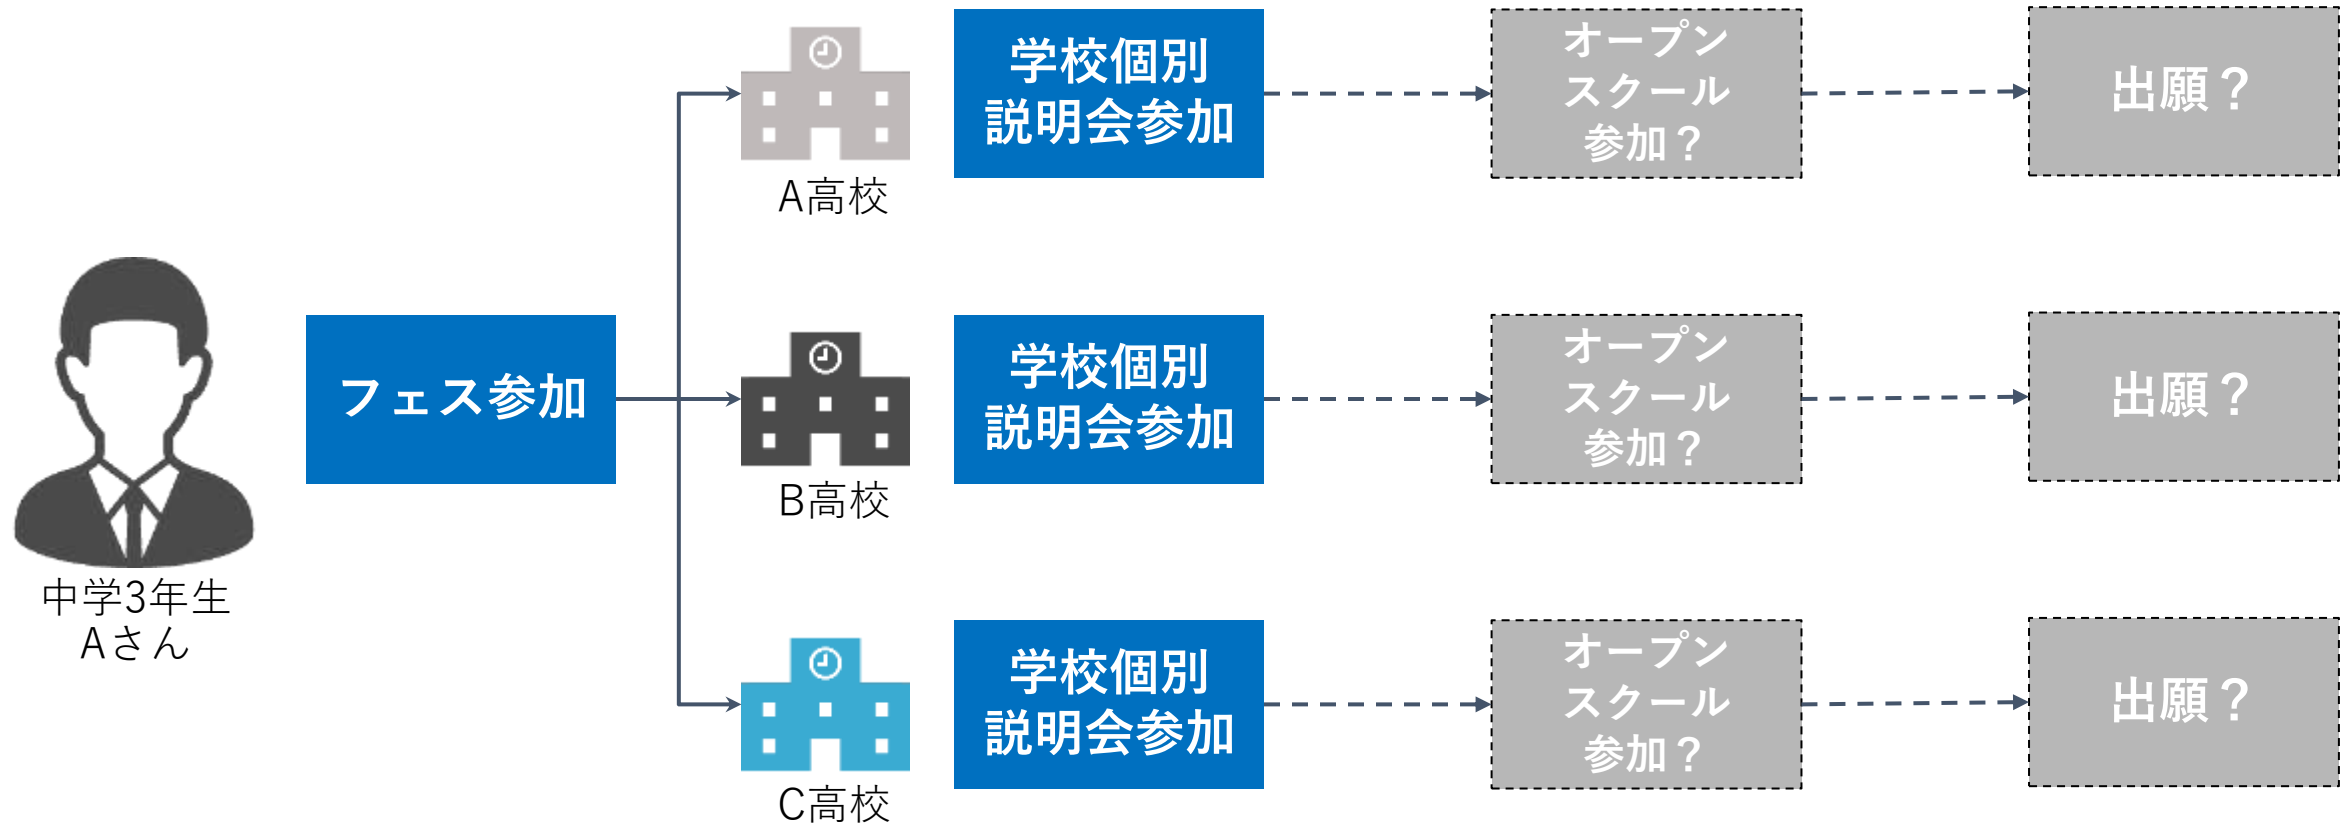 中学3年生
Aさん
フェス参加
A高校
学校個別
説明会参加
オープン
スクール
参加？
出願？
B高校
学校個別
説明会参加
オープン
スクール
参加？
出願？
C高校
学校個別
説明会参加
オープン
スクール
参加？
出願？